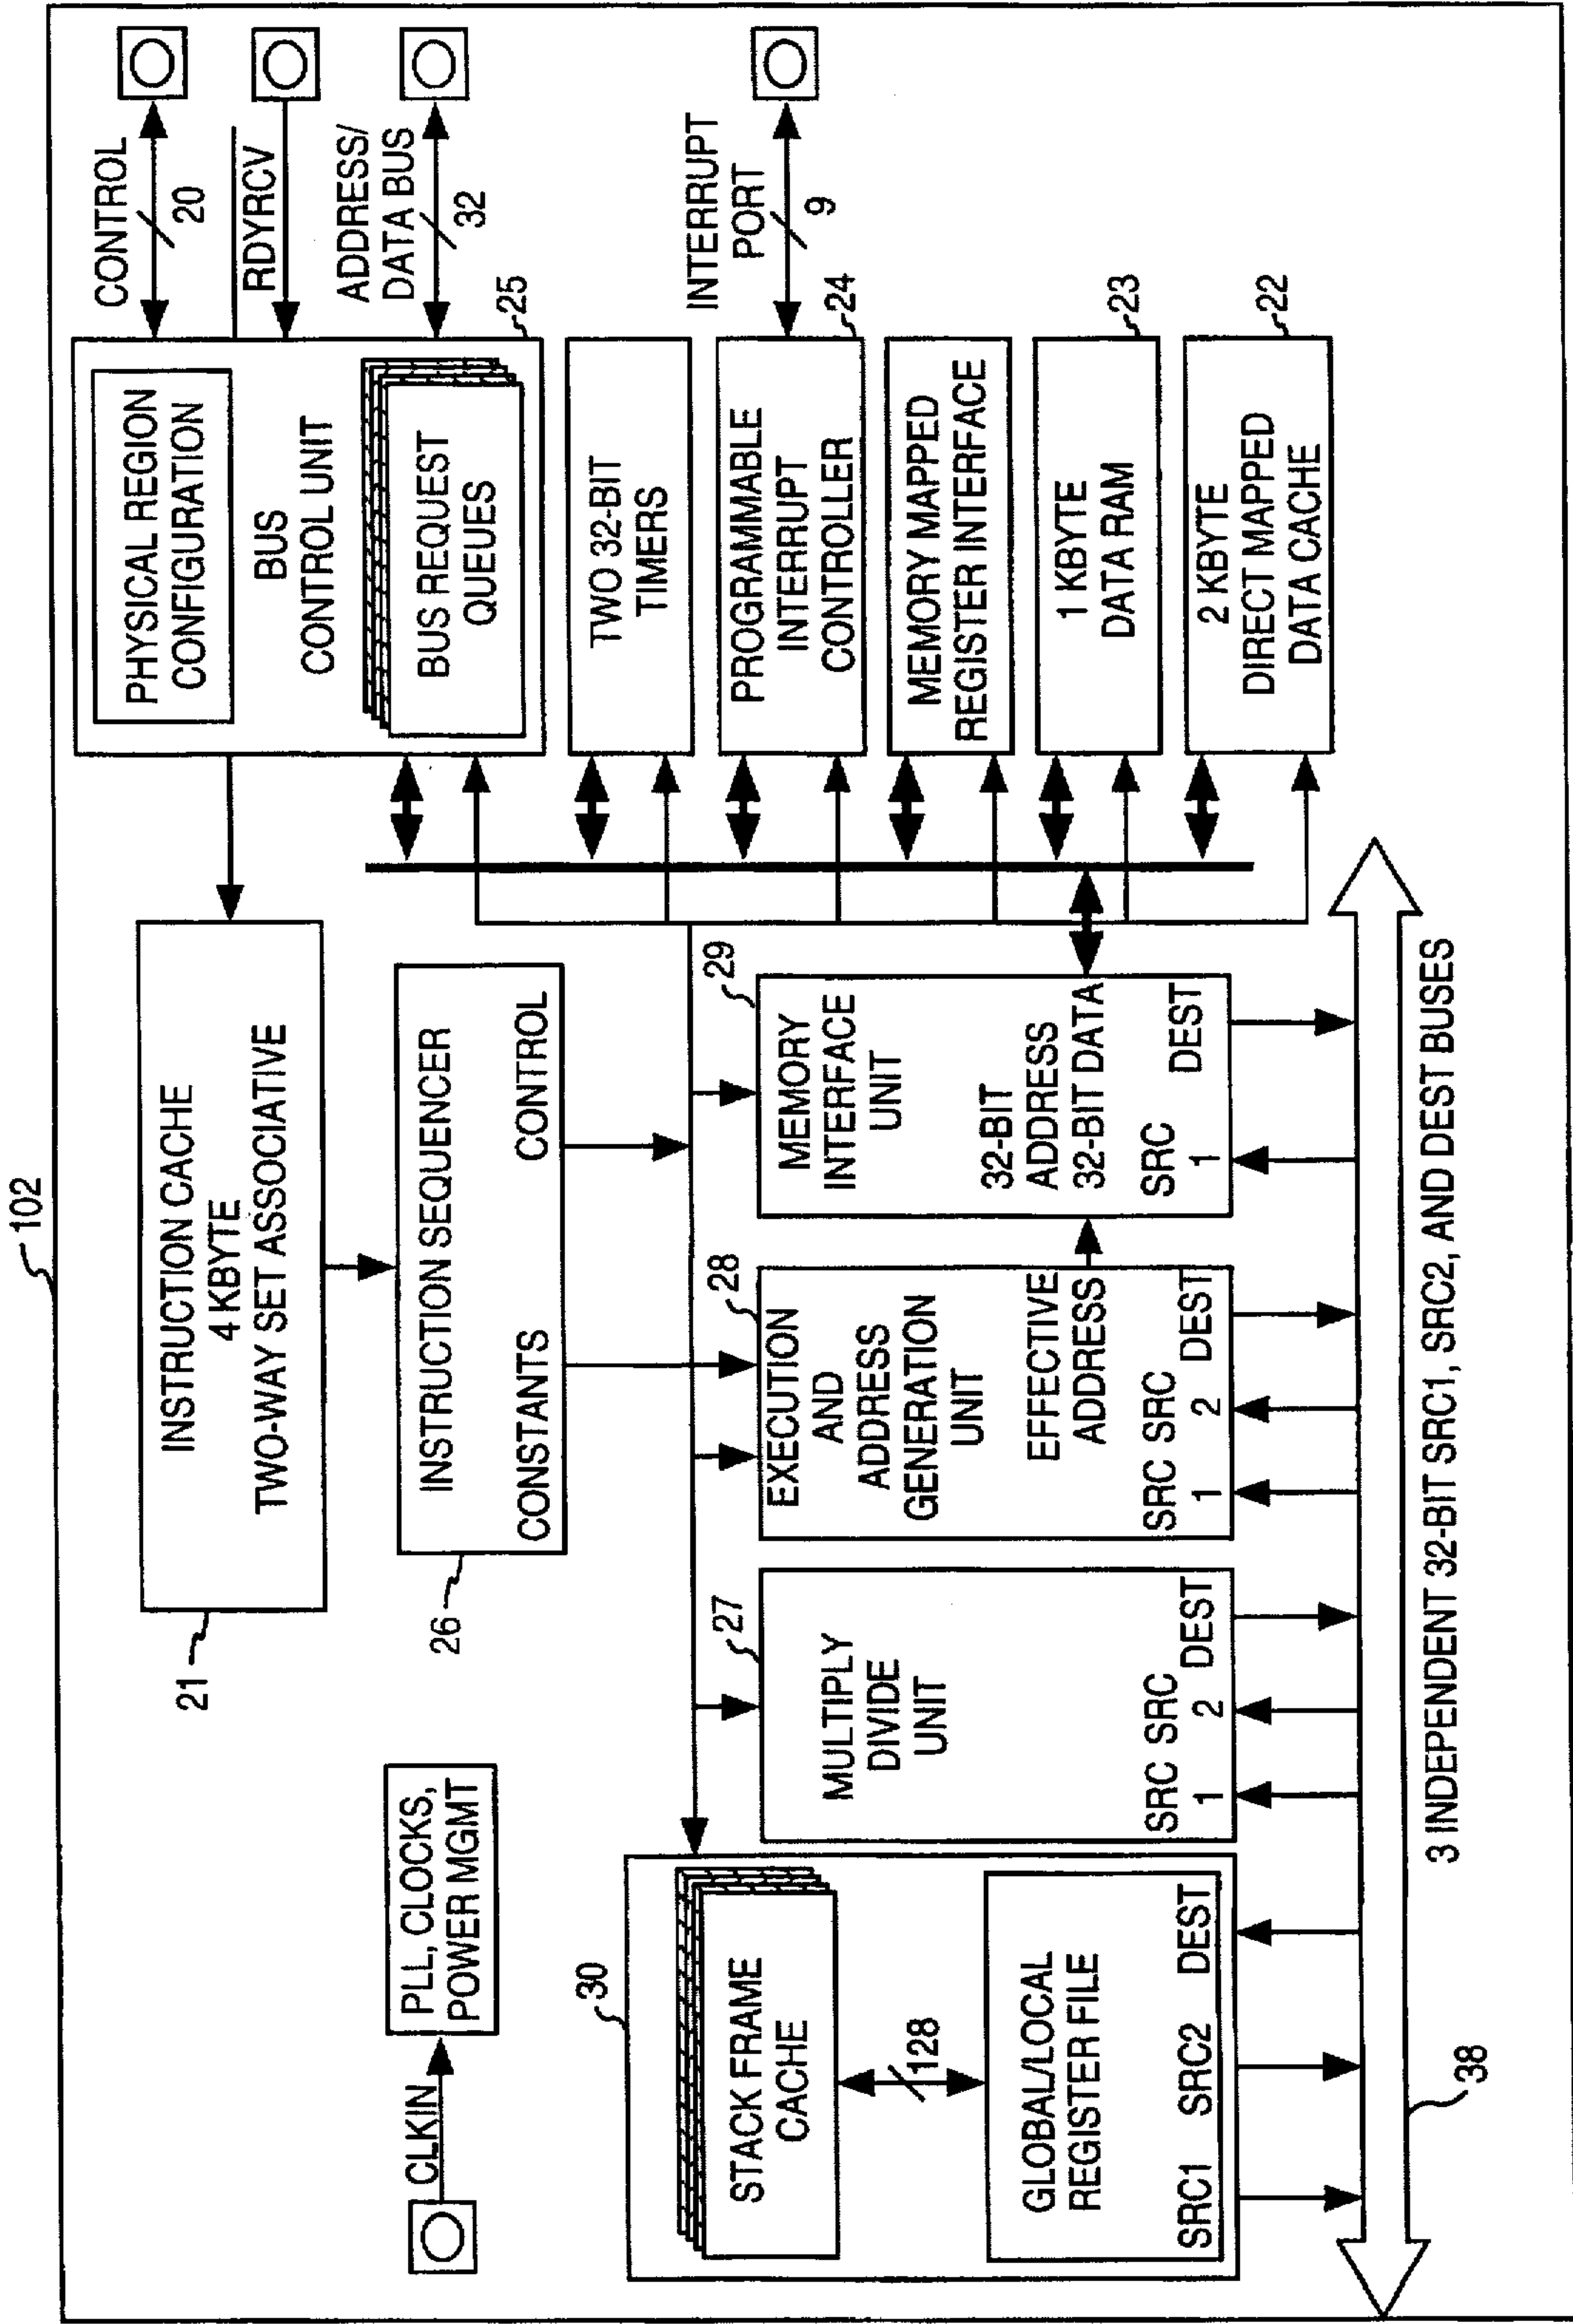 102
CLKIN
PLL, CLOCKS,
POWER MGMT
21
INSTRUCTION CACHE
4 KBYTE
TWO-WAY SET ASSOCIATIVE
PHYSICAL REGION
CONFIGURATION
BUS
CONTROL UNIT
BUS REQUEST
QUEUES
25
CONTROL
20
RDYRCV
ADDRESS/
DATA BUS
32
26
INSTRUCTION SEQUENCER
CONSTANTS
CONTROL
TWO 32-BIT
TIMERS
INTERRUPT
PORT
9
PROGRAMMABLE
INTERRUPT
CONTROLLER
24
MEMORY MAPPED
REGISTER INTERFACE
1 KBYTE
DATA RAM
23
2 KBYTE
DIRECT MAPPED
DATA CACHE
22
30
STACK FRAME
CACHE
128
GLOBAL/LOCAL
REGISTER FILE
SRC1 SRC2 DEST
27
MULTIPLY
DIVIDE
UNIT
SRC SRC DEST
1 2
28
EXECUTION
AND
ADDRESS
GENERATION
UNIT
EFFECTIVE
ADDRESS
SRC SRC DEST
1 2
29
MEMORY
INTERFACE
UNIT
32-BIT
ADDRESS
32-BIT DATA
SRC DEST
1
3 INDEPENDENT 32-BIT SRC1, SRC2, AND DEST BUSES
38